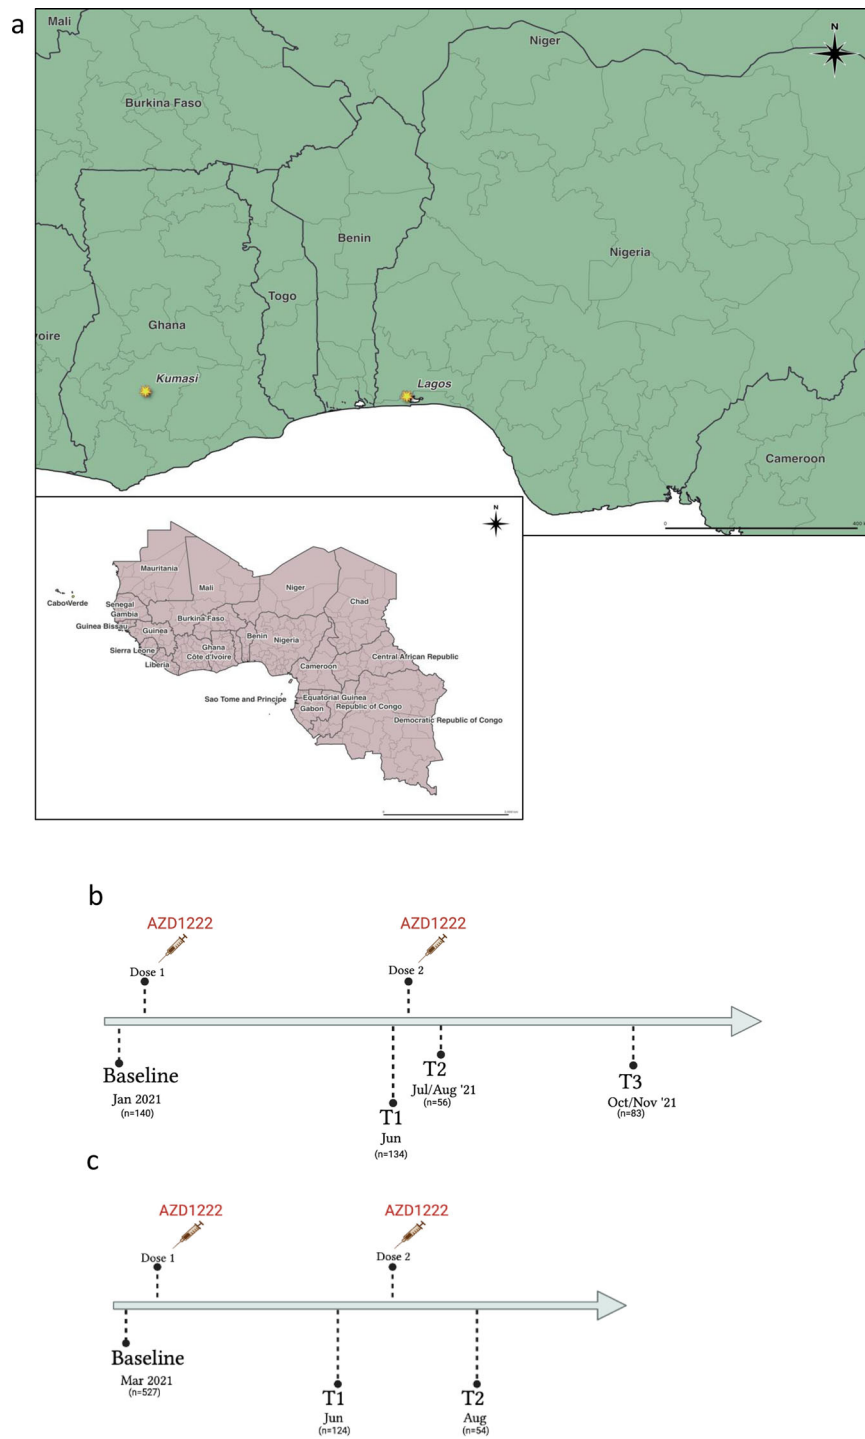 a
Mali
Niger
N
Burkina Faso
Benin
Nigeria
Togo
Ghana
voire
Kumasi
Lagos
Cameroon
0
N
Mauritania
Mali
Niger
Chad
Cabo Verde
Senegal
Gambia
Burkina Faso
Guinea Bissau
Guinea
Benin
Nigeria
Sierra Leone
Ghana
Côte d'Ivoire
Liberia
Central African Republic
Cameroon
Sao Tome and Principe
Equatorial Guinea
Gabon
Republic of Congo
Democratic Republic of Congo
b
AZD1222
AZD1222
Dose 1
Dose 2
Baseline
Jan 2021
(n=140)
T1
Jun
(n=134)
T2
Jul/Aug '21
(n=56)
T3
Oct/Nov '21
(n=83)
c
AZD1222
AZD1222
Dose 1
Dose 2
Baseline
Mar 2021
(n=527)
T1
Jun
(n=124)
T2
Aug
(n=54)